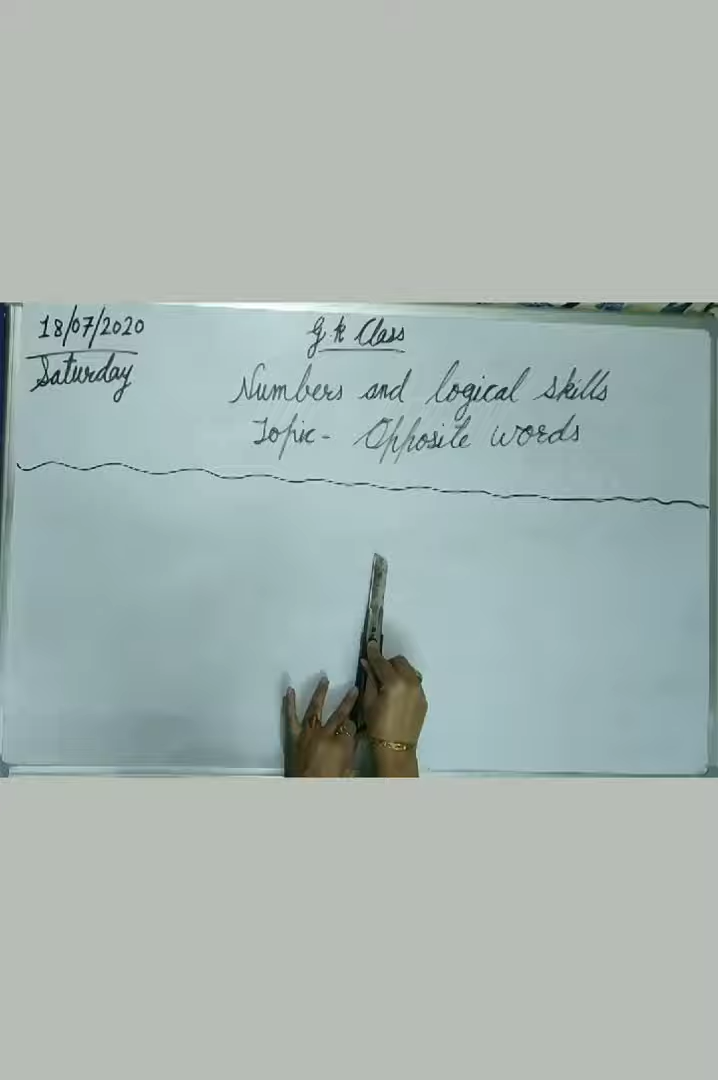 18/07/2020
Saturday
G.K Class
Numbers and logical skills
Topic - Opposite words